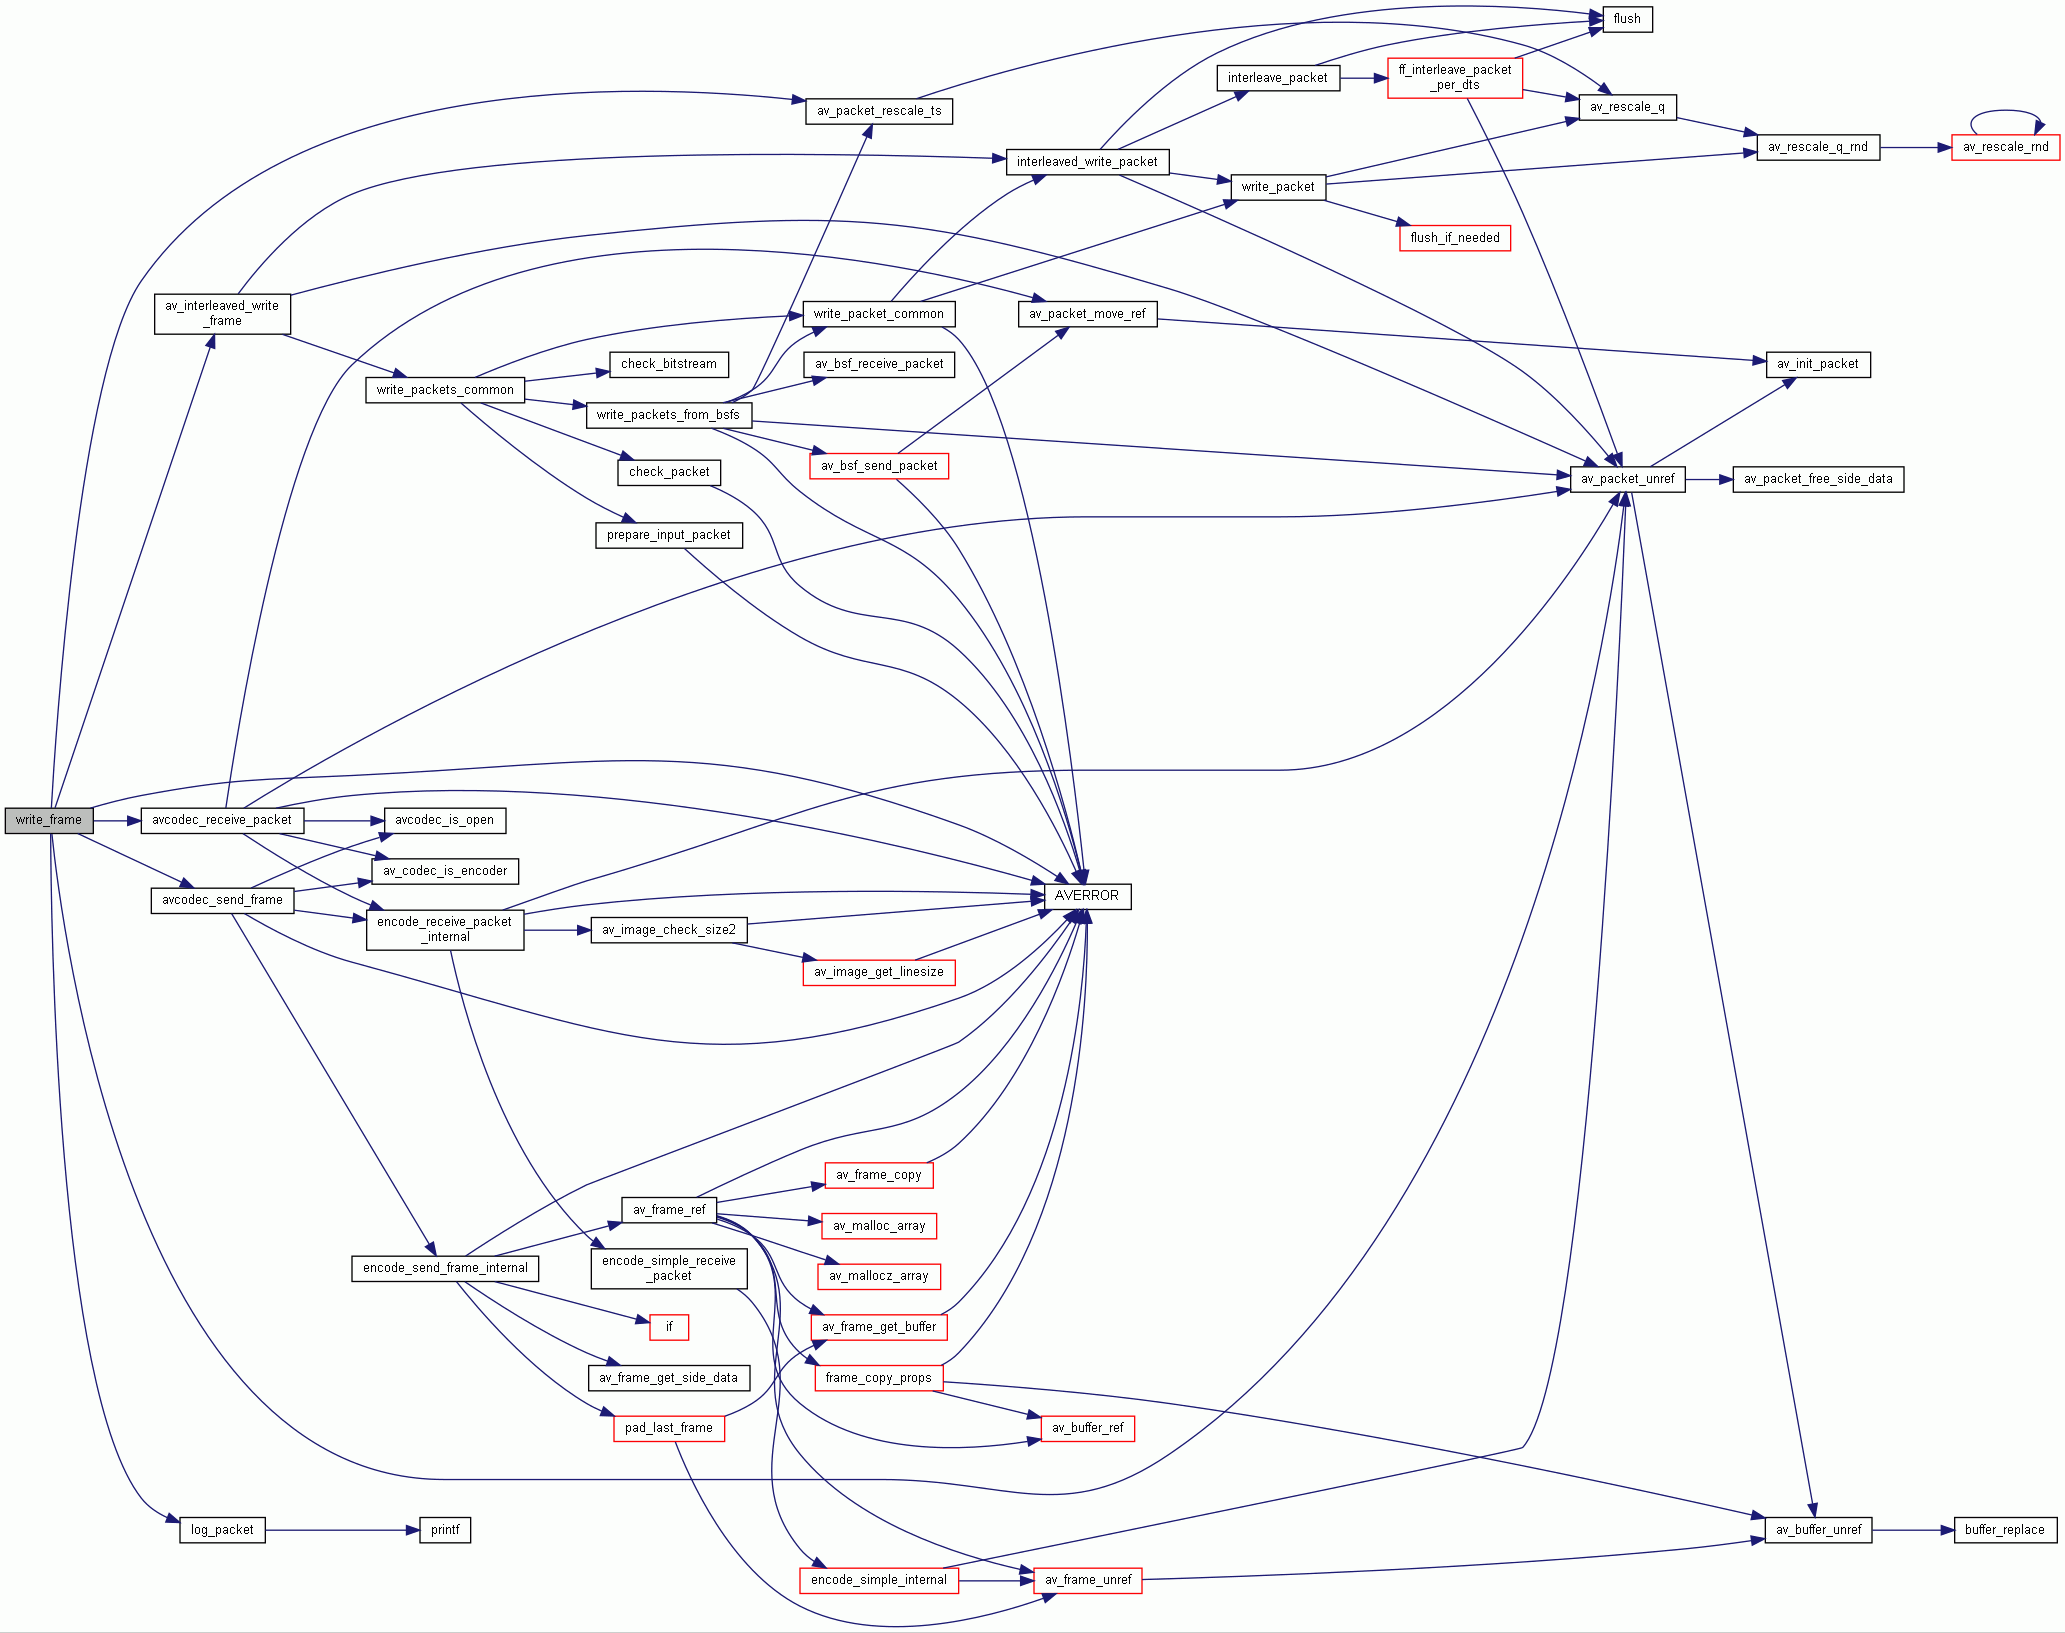 flush
interleave_packet
ff_interleave_packet
_per_dts
av_rescale_q
av_packet_rescale_ts
av_rescale_q_rnd
av_rescale_rnd
interleaved_write_packet
write_packet
flush_if_needed
av_interleaved_write
_frame
write_packet_common
av_packet_move_ref
check_bitstream
av_bsf_receive_packet
av_init_packet
write_packets_common
write_packets_from_bsfs
check_packet
av_bsf_send_packet
av_packet_unref
av_packet_free_side_data
prepare_input_packet
write_frame
avcodec_receive_packet
avcodec_is_open
av_codec_is_encoder
avcodec_send_frame
AVERROR
encode_receive_packet
_internal
av_image_check_size2
av_image_get_linesize
av_frame_copy
av_frame_ref
av_malloc_array
encode_send_frame_internal
encode_simple_receive
_packet
av_mallocz_array
if
av_frame_get_buffer
av_frame_get_side_data
frame_copy_props
pad_last_frame
av_buffer_ref
log_packet
printf
av_buffer_unref
buffer_replace
encode_simple_internal
av_frame_unref